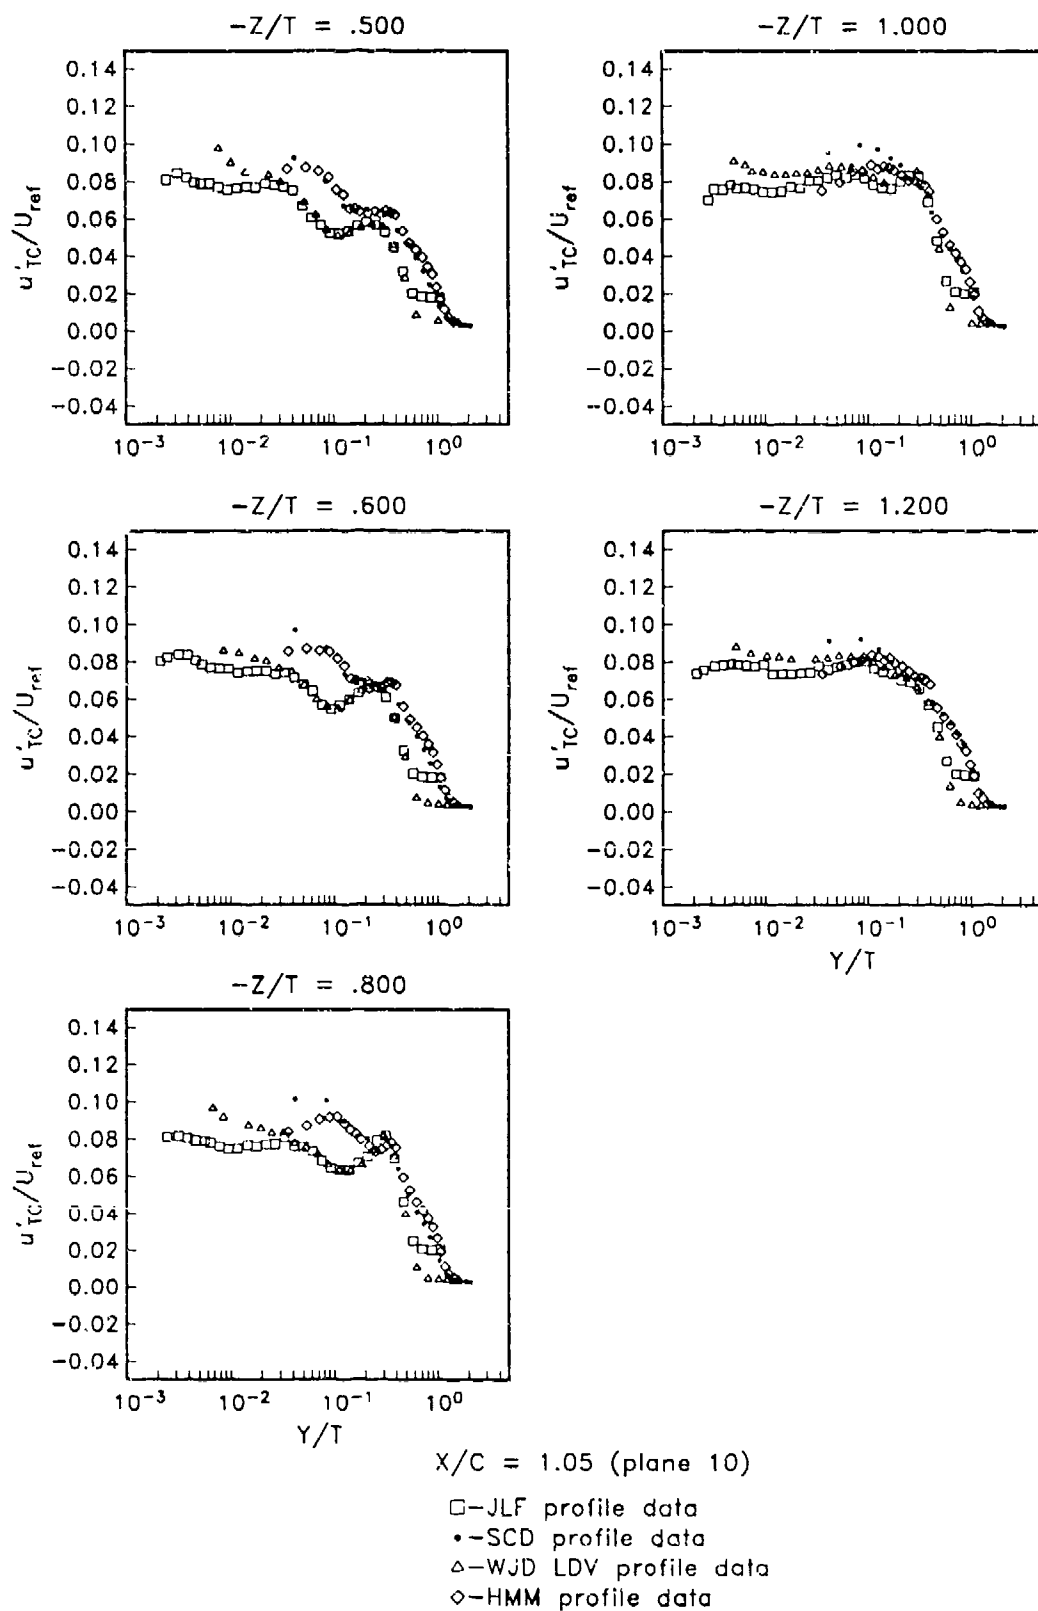 -Z/T = .500
0.14
0.12
0.10
0.08
0.06
0.04
0.02
0.00
-0.02
-0.04
u'TC/Uref
10^-3 10^-2 10^-1 10^0
-Z/T = 1.000
0.14
0.12
0.10
0.08
0.06
0.04
0.02
0.00
-0.02
-0.04
u'TC/Uref
10^-3 10^-2 10^-1 10^0
-Z/T = .600
0.14
0.12
0.10
0.08
0.06
0.04
0.02
0.00
-0.02
-0.04
u'TC/Uref
10^-3 10^-2 10^-1 10^0
-Z/T = 1.200
0.14
0.12
0.10
0.08
0.06
0.04
0.02
0.00
-0.02
-0.04
u'TC/Uref
10^-3 10^-2 10^-1 10^0
Y/T
-Z/T = .800
0.14
0.12
0.10
0.08
0.06
0.04
0.02
0.00
-0.02
-0.04
u'TC/Uref
10^-3 10^-2 10^-1 10^0
Y/T
X/C = 1.05 (plane 10)
□-JLF profile data
•-SCD profile data
△-WJD LDV profile data
◇-HMM profile data